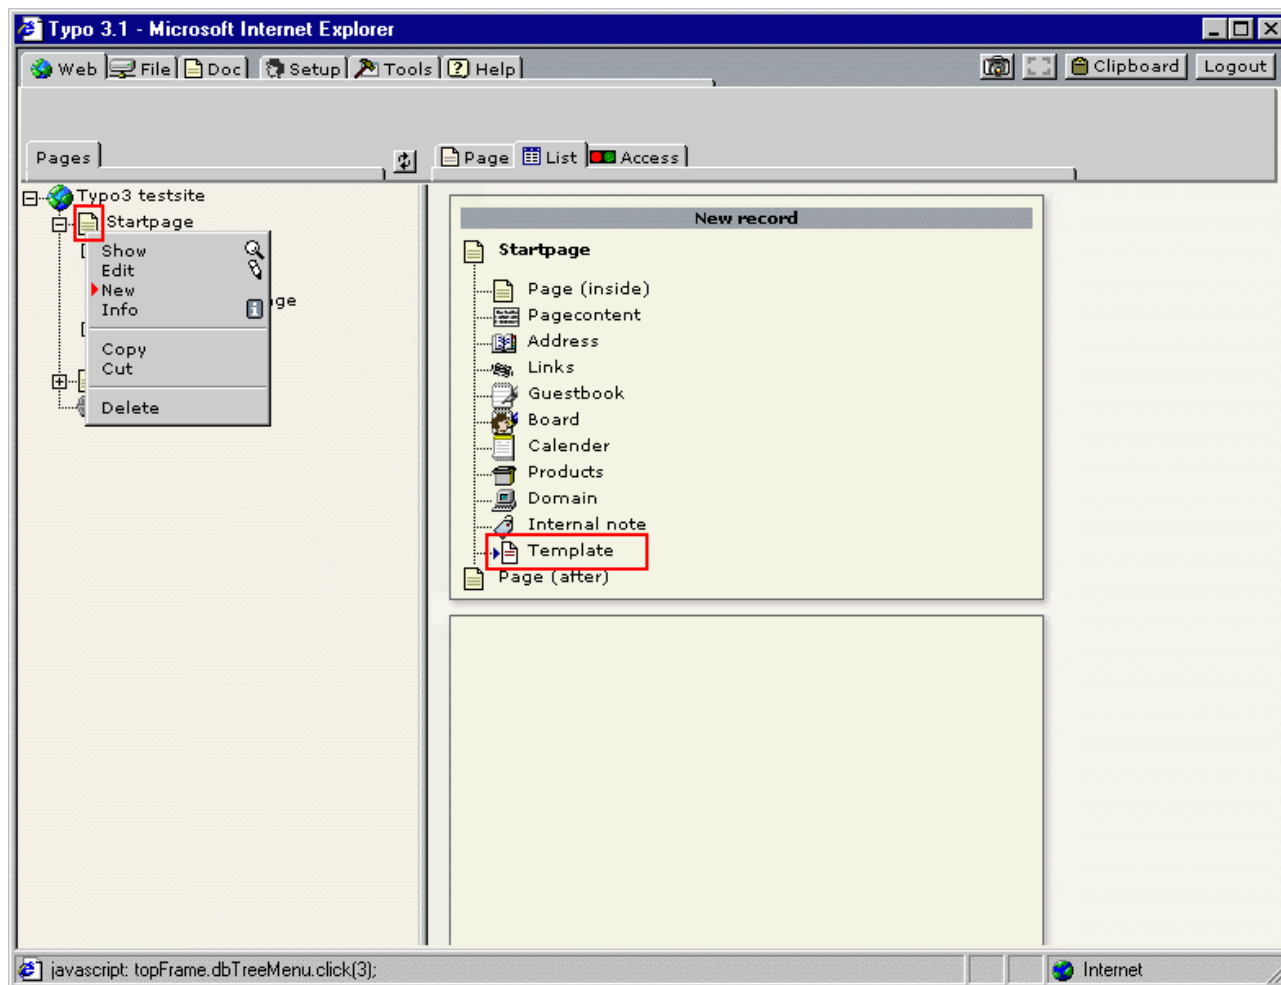 Typo 3.1 - Microsoft Internet Explorer
Web File Doc Setup Tools Help Clipboard Logout
Pages Page List Access
Typo3 testsite
Startpage
Show
Edit
New
Info
Copy
Cut
Delete
ge
New record
Startpage
Page (inside)
Pagecontent
Address
Links
Guestbook
Board
Calender
Products
Domain
Internal note
Template
Page (after)
javascript: topFrame.dbTreeMenu.click(3);
Internet